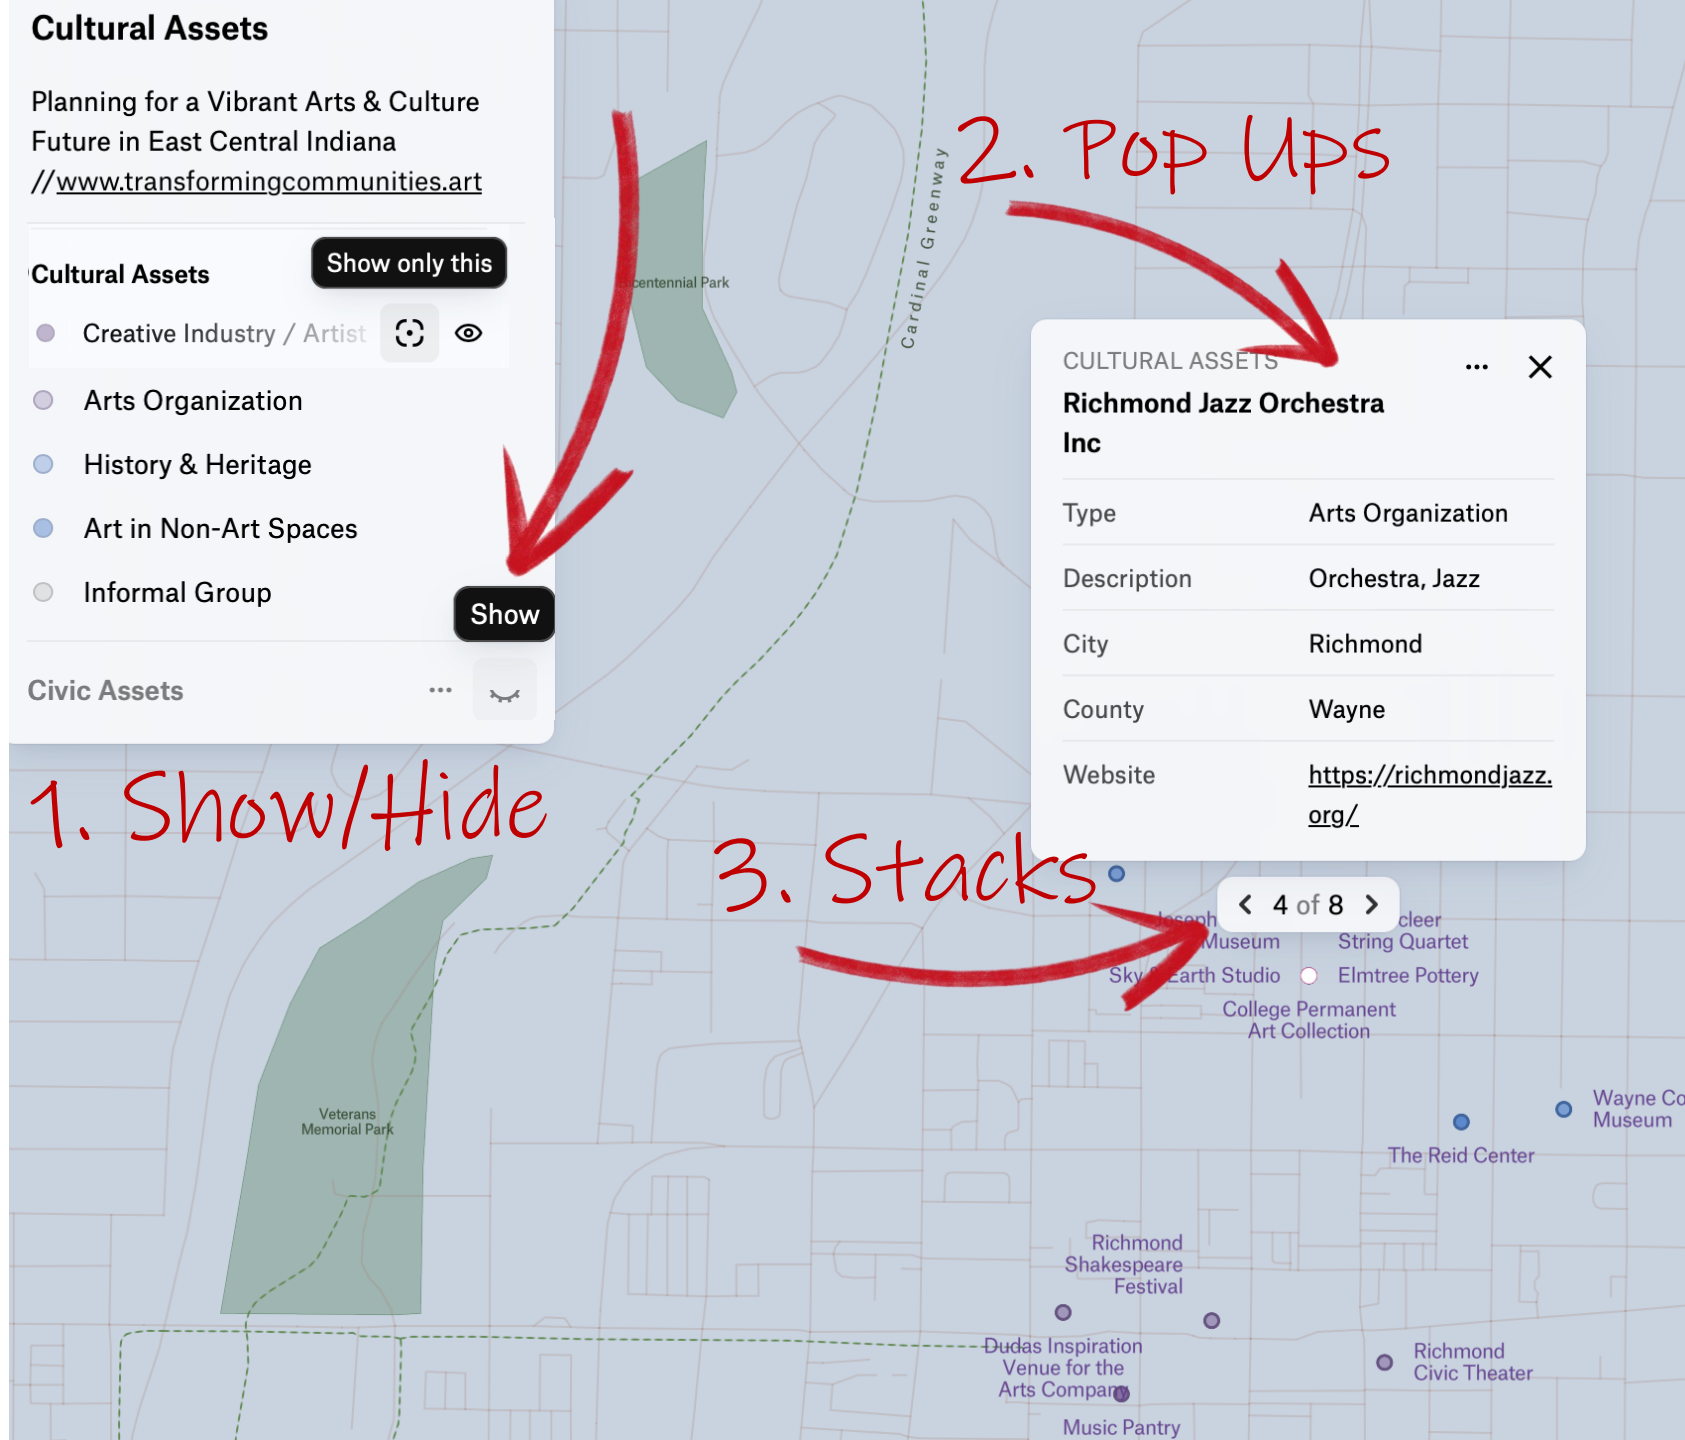 Cultural Assets
Planning for a Vibrant Arts & Culture
Future in East Central Indiana
//www.transformingcommunities.art
Show only this
Cultural Assets
Creative Industry / Artist
Arts Organization
History & Heritage
Art in Non-Art Spaces
Informal Group
Show
Civic Assets
1. Show/Hide
2. Pop Ups
centennial Park
Cardinal Greenway
CULTURAL ASSETS
Richmond Jazz Orchestra
Inc
Type Arts Organization
Description Orchestra, Jazz
City Richmond
County Wayne
Website https://richmondjazz.
org/
3. Stacks
4 of 8
Joseph
Museum
cleer
String Quartet
Sky & Earth Studio
Elmtree Pottery
College Permanent
Art Collection
Veterans
Memorial Park
Wayne Co
Museum
The Reid Center
Richmond
Shakespeare
Festival
Dudas Inspiration
Venue for the
Arts Company
Richmond
Civic Theater
Music Pantry